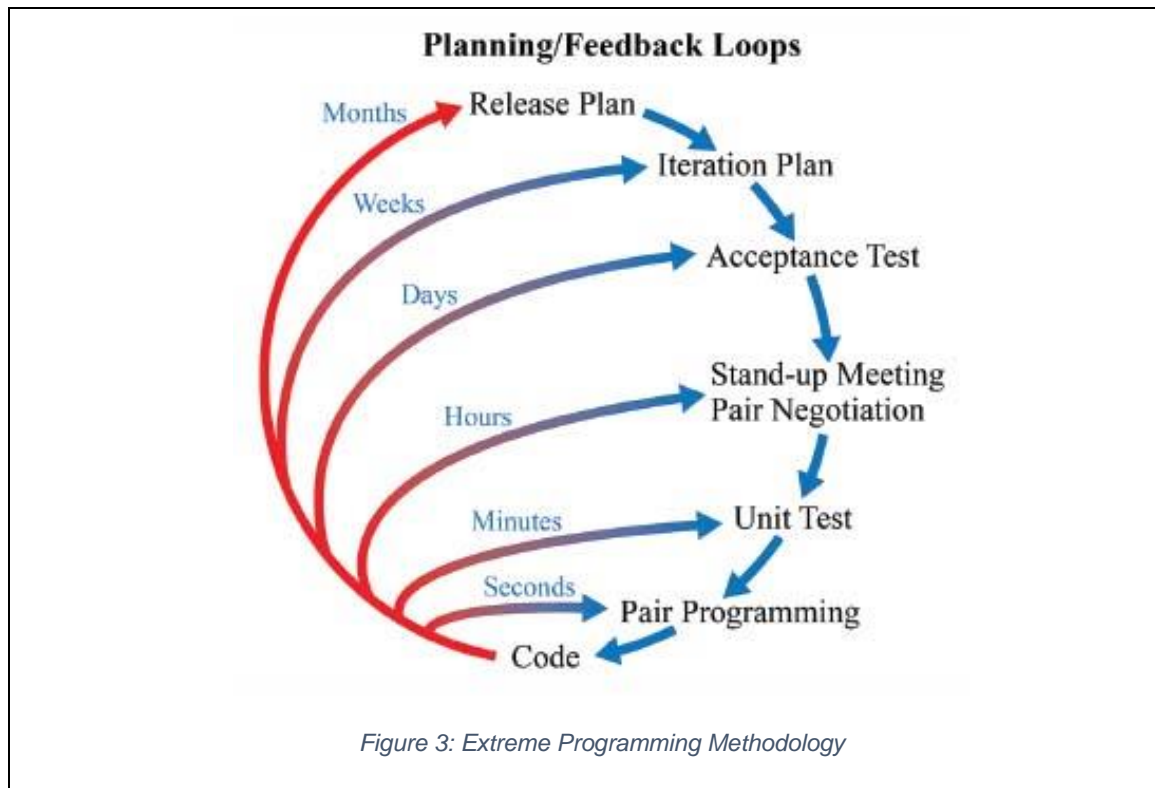 Planning/Feedback Loops
Months
Release Plan
Iteration Plan
Weeks
Acceptance Test
Days
Stand-up Meeting
Pair Negotiation
Hours
Unit Test
Minutes
Seconds
Pair Programming
Code
Figure 3: Extreme Programming Methodology